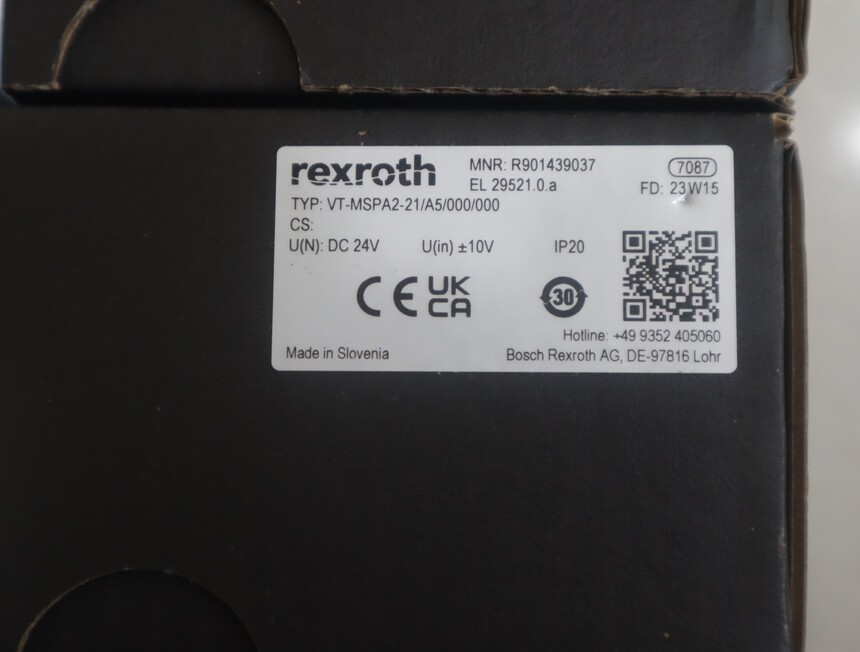 rexroth
MNR: R901439037
7087
EL 29521.0.a
FD: 23W15
TYP: VT-MSPA2-21/A5/000/000
CS:
U(N): DC 24V U(in) ±10V IP20
CE UK
CA
30
Hotline: +49 9352 405060
Made in Slovenia
Bosch Rexroth AG, DE-97816 Lohr